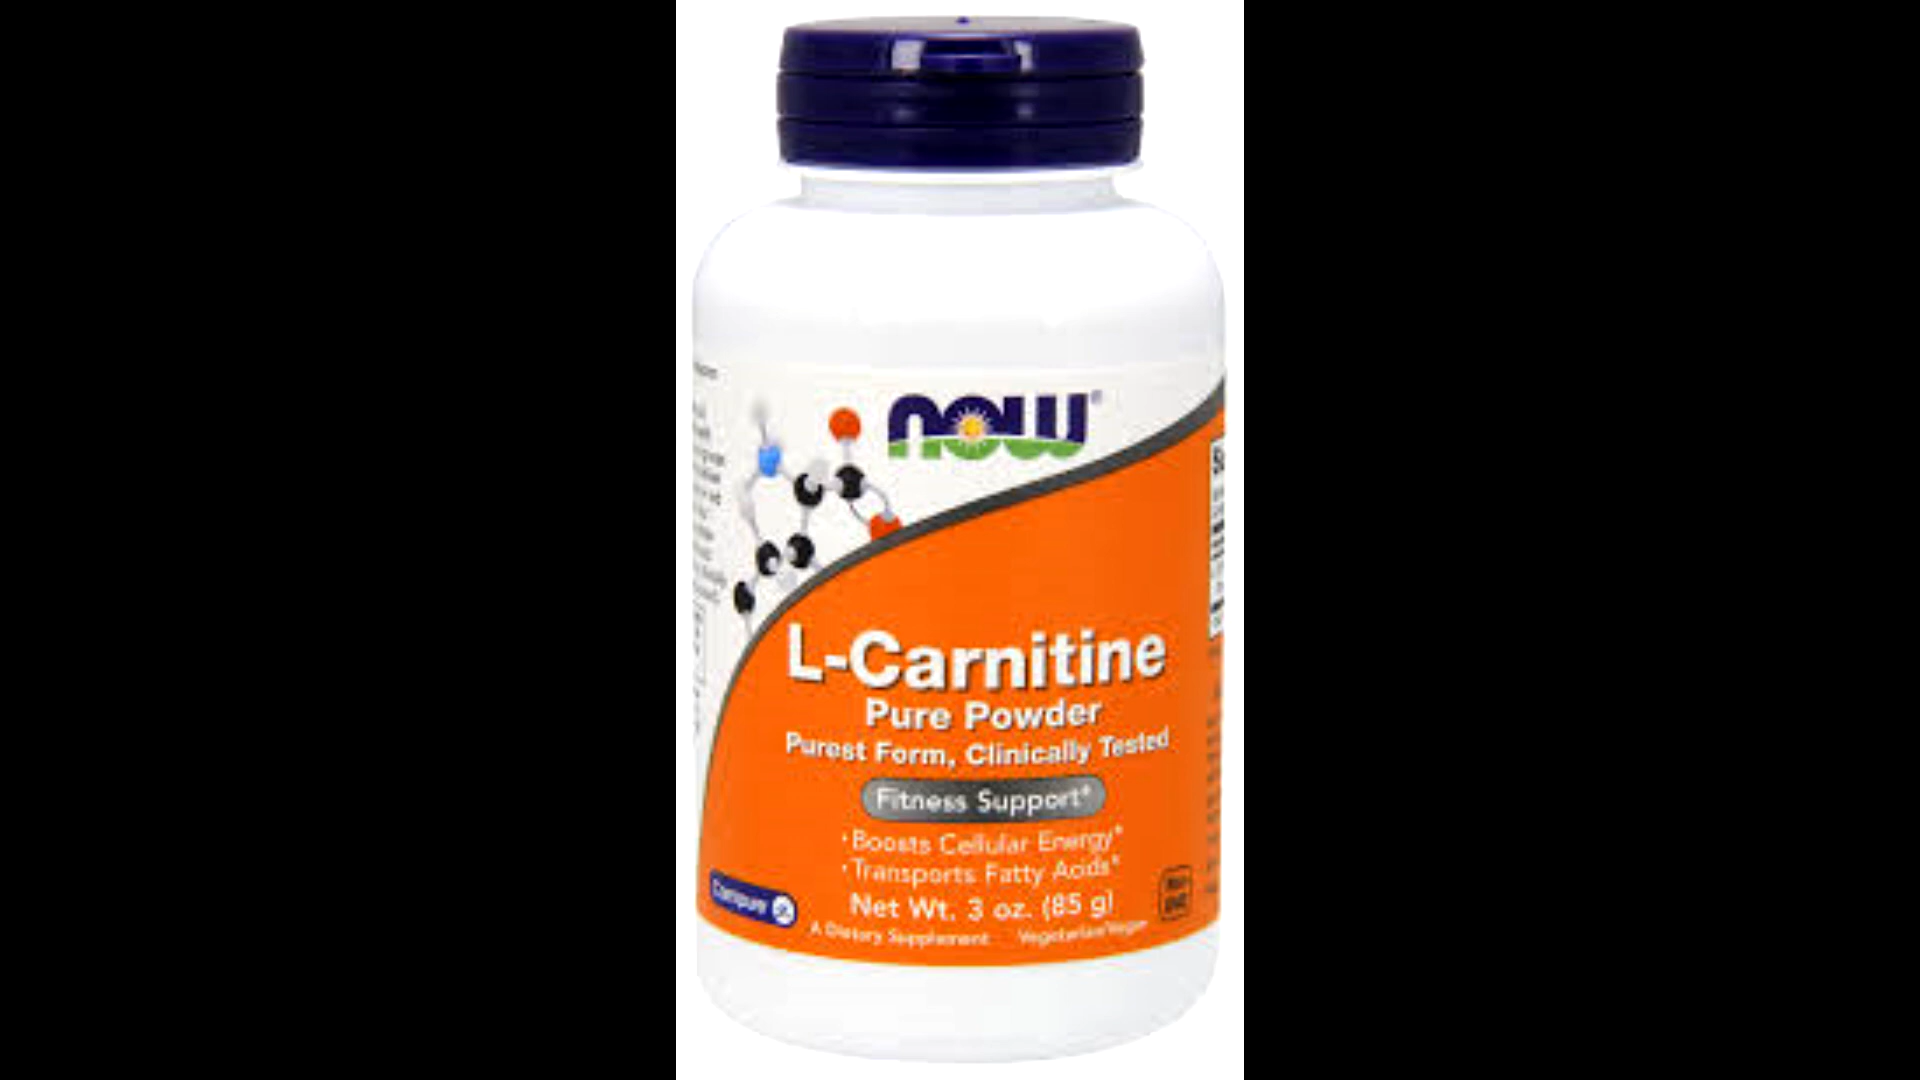 now®
L-Carnitine
Pure Powder
Purest Form, Clinically Tested
Fitness Support*
•Boosts Cellular Energy*
•Transports Fatty Acids*
Net Wt. 3 oz. (85 g)
A Dietary Supplement Vegetarian/Vegan
Carnipure